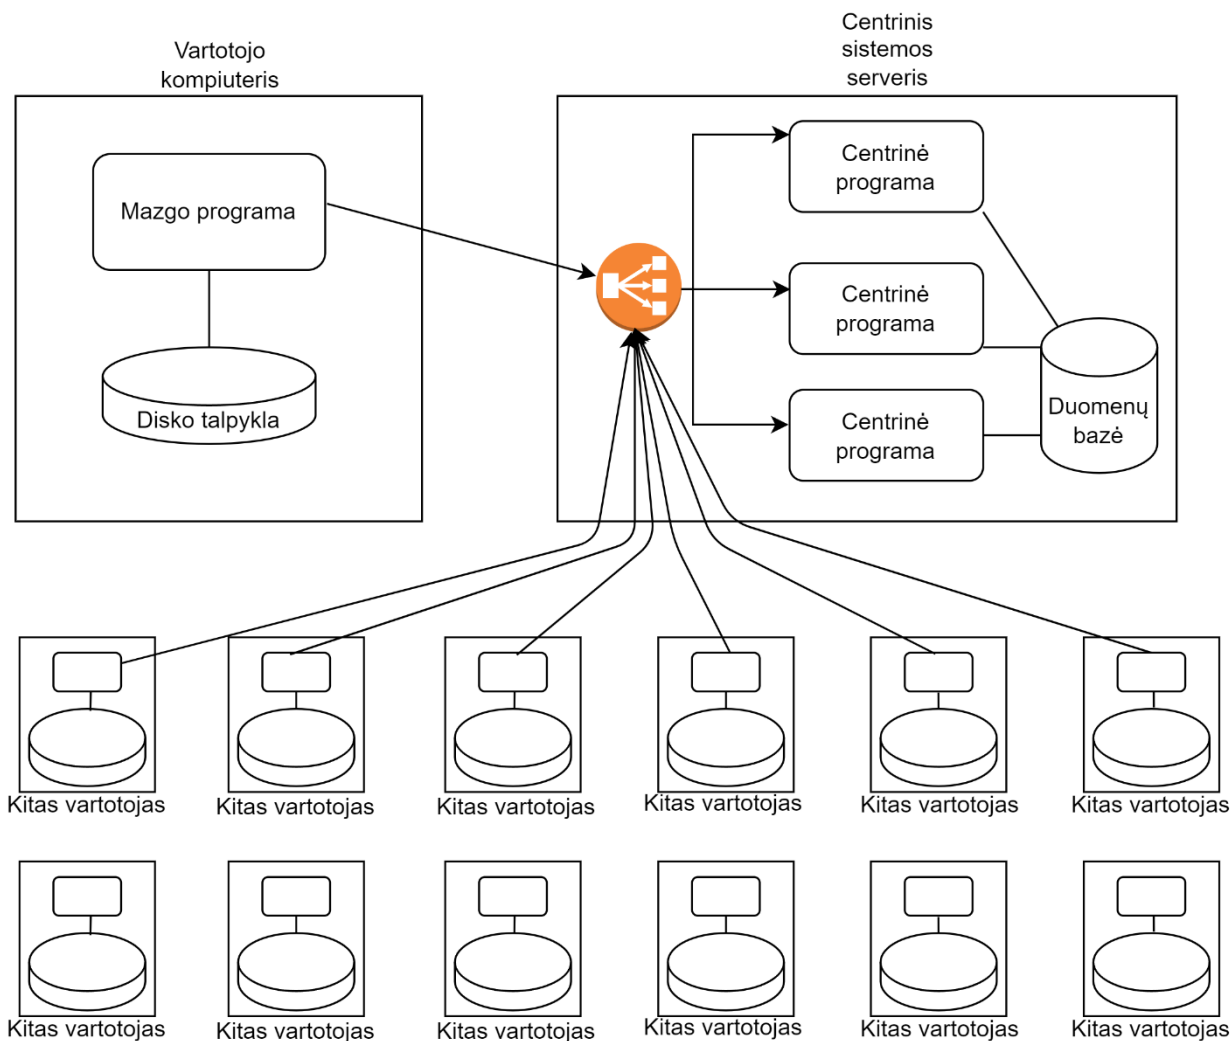 Vartotojo
kompiuteris
Centrinis
sistemos
serveris
Mazgo programa
Disko talpykla
Centrinė
programa
Centrinė
programa
Centrinė
programa
Duomenų
bazė
Kitas vartotojas
Kitas vartotojas
Kitas vartotojas
Kitas vartotojas
Kitas vartotojas
Kitas vartotojas
Kitas vartotojas
Kitas vartotojas
Kitas vartotojas
Kitas vartotojas
Kitas vartotojas
Kitas vartotojas